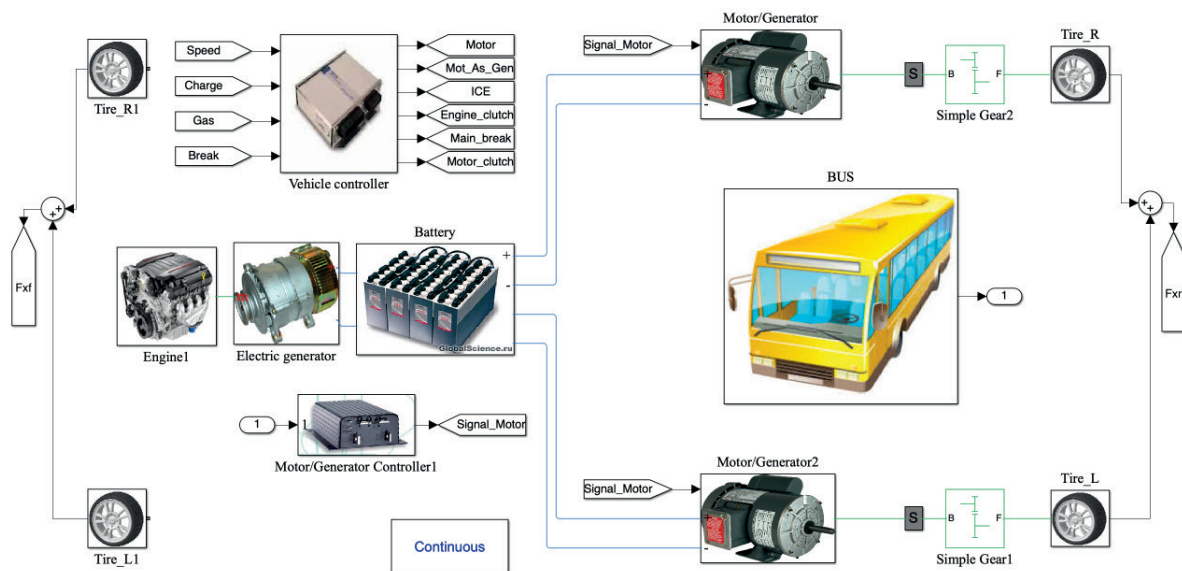 Motor/Generator
Speed
Charge
Gas
Break
Motor
Mot_As_Gen
ICE
Engine_clutch
Main_break
Motor_clutch
Vehicle controller
Tire_R1
Signal_Motor
+
-
S
B
F
Simple Gear2
Tire_R
BUS
1
+
+
Fxf
+
+
Fxr
Battery
+
-
GlobalScience.ru
Engine1
Electric generator
1
1
Signal_Motor
Motor/Generator Controller1
Motor/Generator2
Signal_Motor
+
-
S
B
F
Simple Gear1
Tire_L
Tire_L1
Continuous